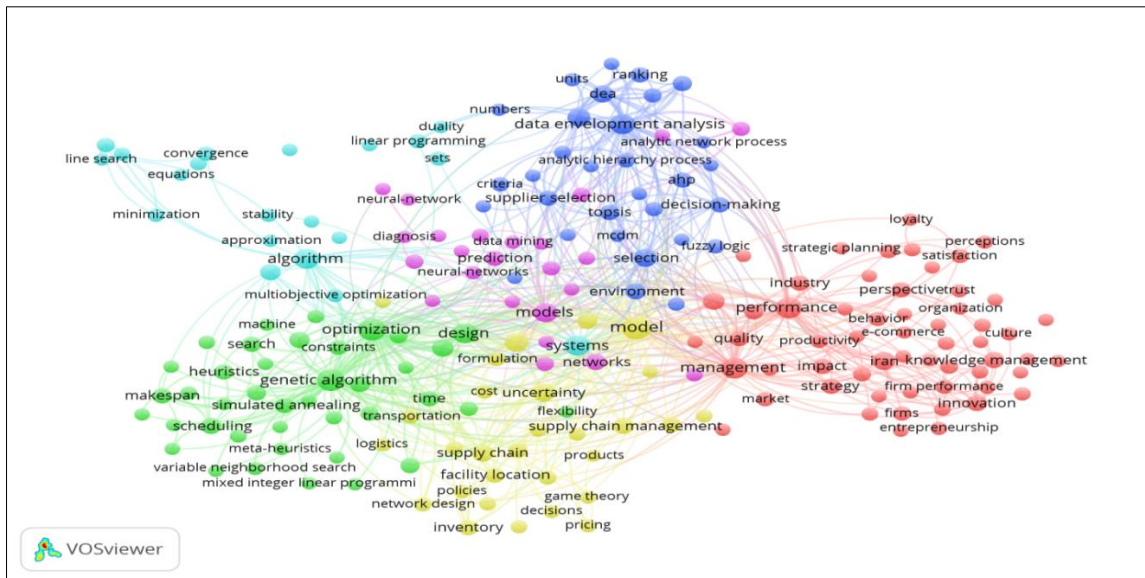 ranking
units
dea
numbers
data envelopment analysis
duality
linear programming
analytic network process
convergence
line search
sets
analytic hierarchy process
equations
ahp
criteria
neural-network
supplier selection
decision-making
minimization
stability
topsis
loyalty
diagnosis
data mining
mcdm
approximation
fuzzy logic
strategic planning
perceptions
algorithm
prediction
selection
satisfaction
neural-networks
industry
multiobjective optimization
environment
perspective
trust
models
performance
organization
machine
optimization
design
model
behavior
search
constraints
systems
quality
productivity
e-commerce
culture
formulation
networks
heuristics
genetic algorithm
management
impact
iran
knowledge management
makespan
cost
uncertainty
strategy
firm performance
simulated annealing
time
market
innovation
scheduling
transportation
flexibility
firms
supply chain management
entrepreneurship
meta-heuristics
logistics
supply chain
products
variable neighborhood search
facility location
mixed integer linear programmi
policies
network design
game theory
decisions
inventory
pricing
VOSviewer